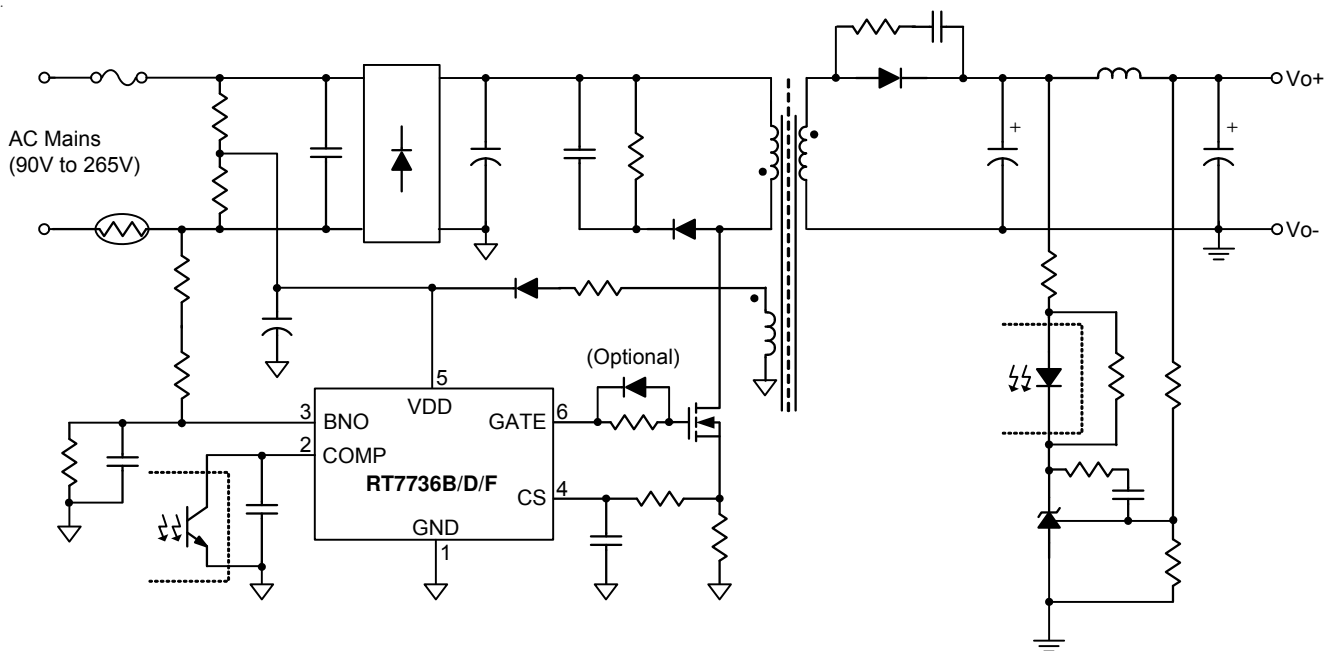 Vo+
AC Mains
(90V to 265V)
Vo-
(Optional)
5
VDD
3
BNO
GATE
6
2
COMP
RT7736B/D/F
CS
4
GND
1
+
+